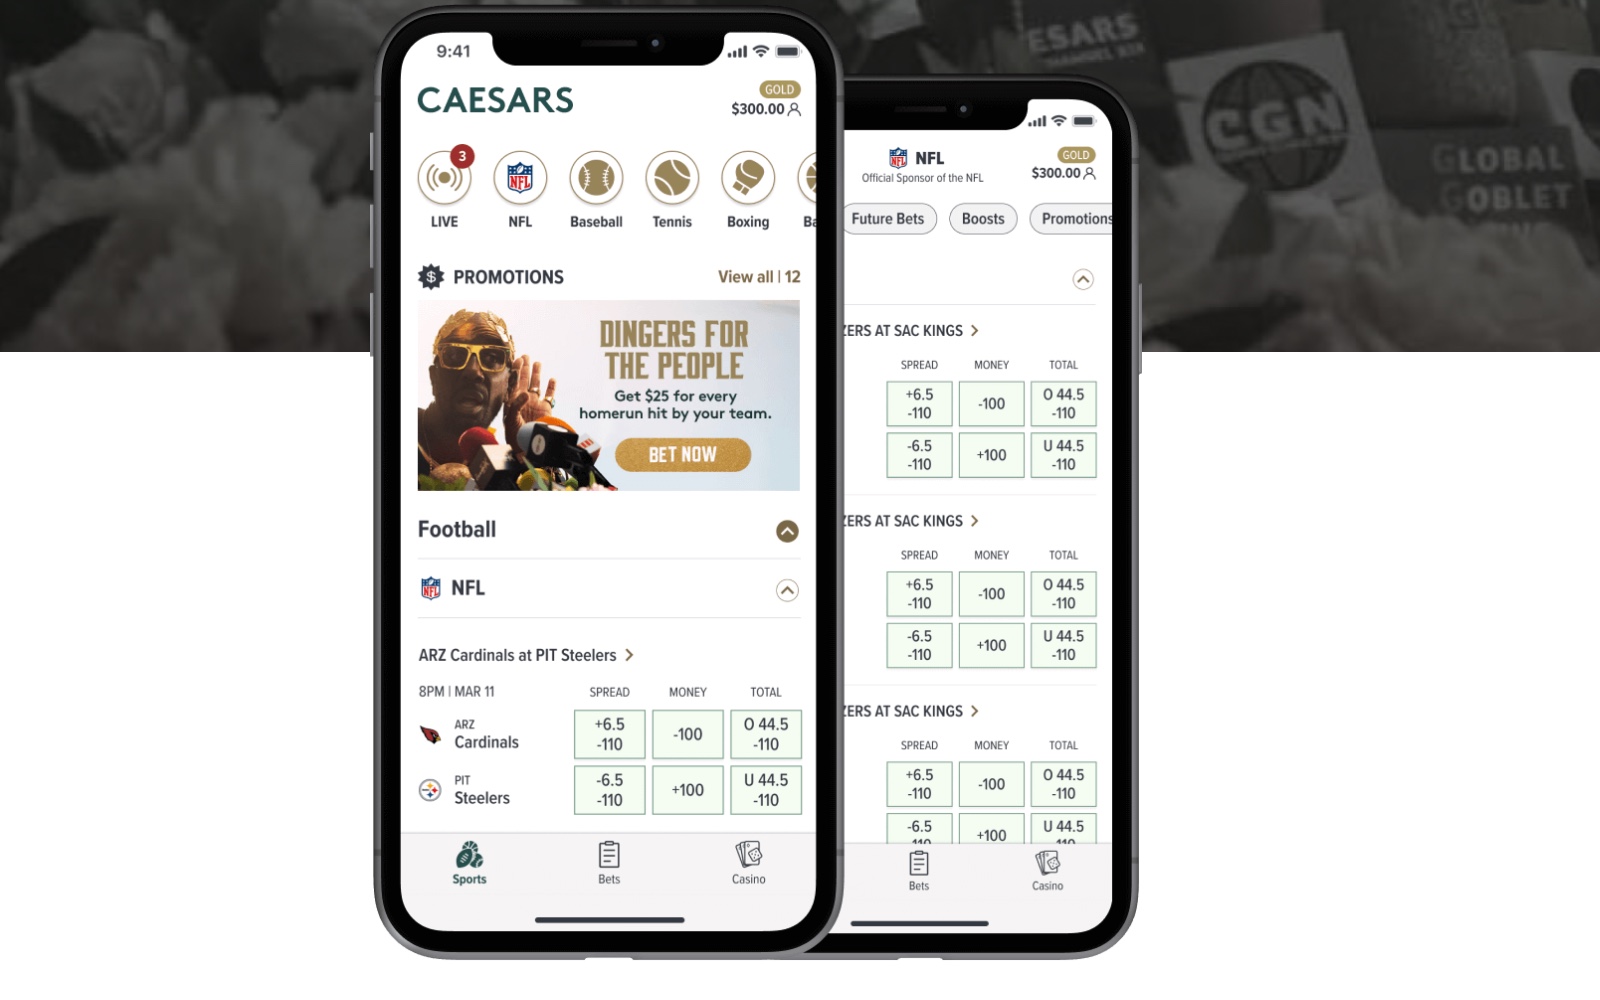 ESARS
CGN
GLOBAL
GOBLET
9:41
CAESARS
GOLD
$300.00
3
LIVE
NFL
NFL
Baseball
Tennis
Boxing
Ba
$
PROMOTIONS
View all | 12
DINGERS FOR
THE PEOPLE
Get $25 for every
homerun hit by your team.
BET NOW
Football
NFL
NFL
ARZ Cardinals at PIT Steelers
8PM | MAR 11
SPREAD
MONEY
TOTAL
ARZ
Cardinals
+6.5
-110
-100
O 44.5
-110
PIT
Steelers
-6.5
-110
+100
U 44.5
-110
Sports
Bets
Casino
NFL
NFL
Official Sponsor of the NFL
GOLD
$300.00
Future Bets
Boosts
Promotions
ZERS AT SAC KINGS
SPREAD
MONEY
TOTAL
+6.5
-110
-100
O 44.5
-110
-6.5
-110
+100
U 44.5
-110
ZERS AT SAC KINGS
SPREAD
MONEY
TOTAL
+6.5
-110
-100
O 44.5
-110
-6.5
-110
+100
U 44.5
-110
ZERS AT SAC KINGS
SPREAD
MONEY
TOTAL
+6.5
-110
-100
O 44.5
-110
-6.5
-110
+100
U 44.5
-110
Bets
Casino